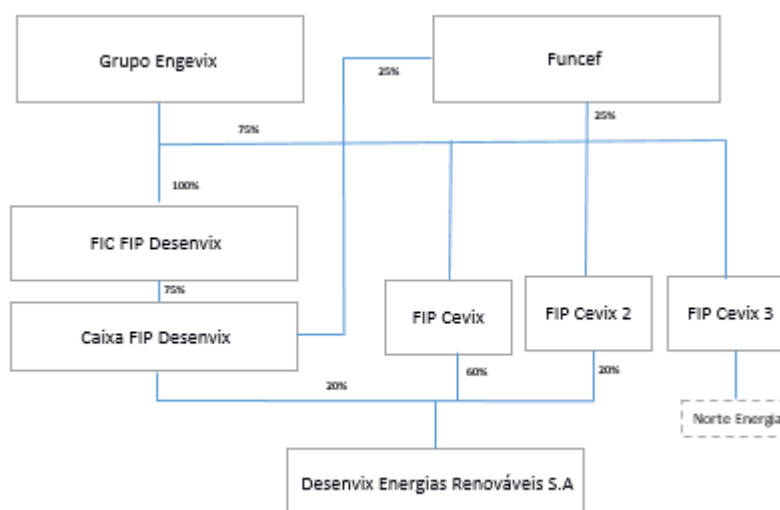 Grupo Engevix
Funcef
25%
75%
25%
100%
FIC FIP Desenvix
75%
Caixa FIP Desenvix
FIP Cevix
FIP Cevix 2
FIP Cevix 3
20%
60%
20%
Norte Energia
Desenvix Energias Renováveis S.A